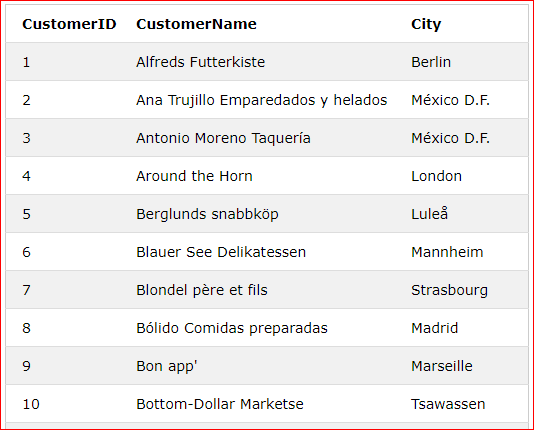 CustomerID CustomerName City
1 Alfreds Futterkiste Berlin
2 Ana Trujillo Emparedados y helados México D.F.
3 Antonio Moreno Taquería México D.F.
4 Around the Horn London
5 Berglunds snabbköp Luleå
6 Blauer See Delikatessen Mannheim
7 Blondel père et fils Strasbourg
8 Bólido Comidas preparadas Madrid
9 Bon app' Marseille
10 Bottom-Dollar Marketse Tsawassen